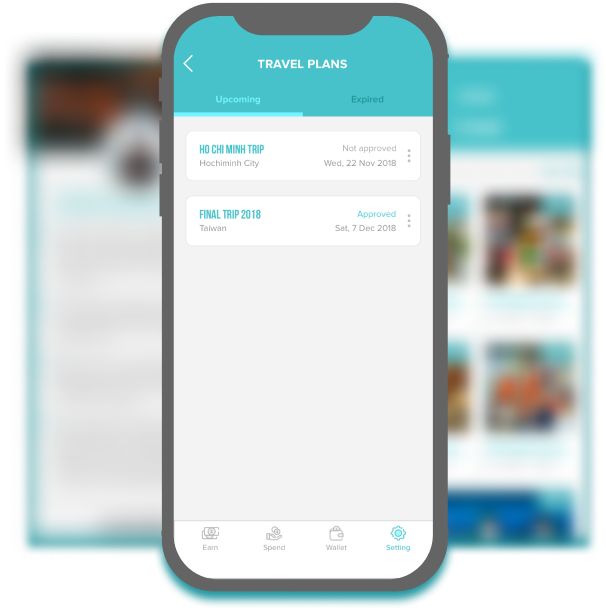 TRAVEL PLANS
Upcoming Expired
HO CHI MINH TRIP Not approved
Hochiminh City Wed, 22 Nov 2018
FINAL TRIP 2018 Approved
Taiwan Sat, 7 Dec 2018
Earn Spend Wallet Setting